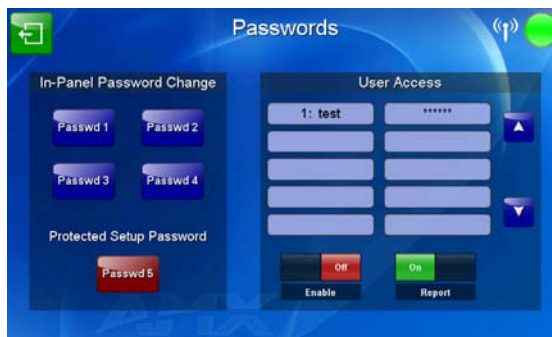 Passwords
In-Panel Password Change
Passwd 1
Passwd 2
Passwd 3
Passwd 4
Protected Setup Password
Passwd 5
User Access
1: test
******
Off
On
Enable
Report
AMX